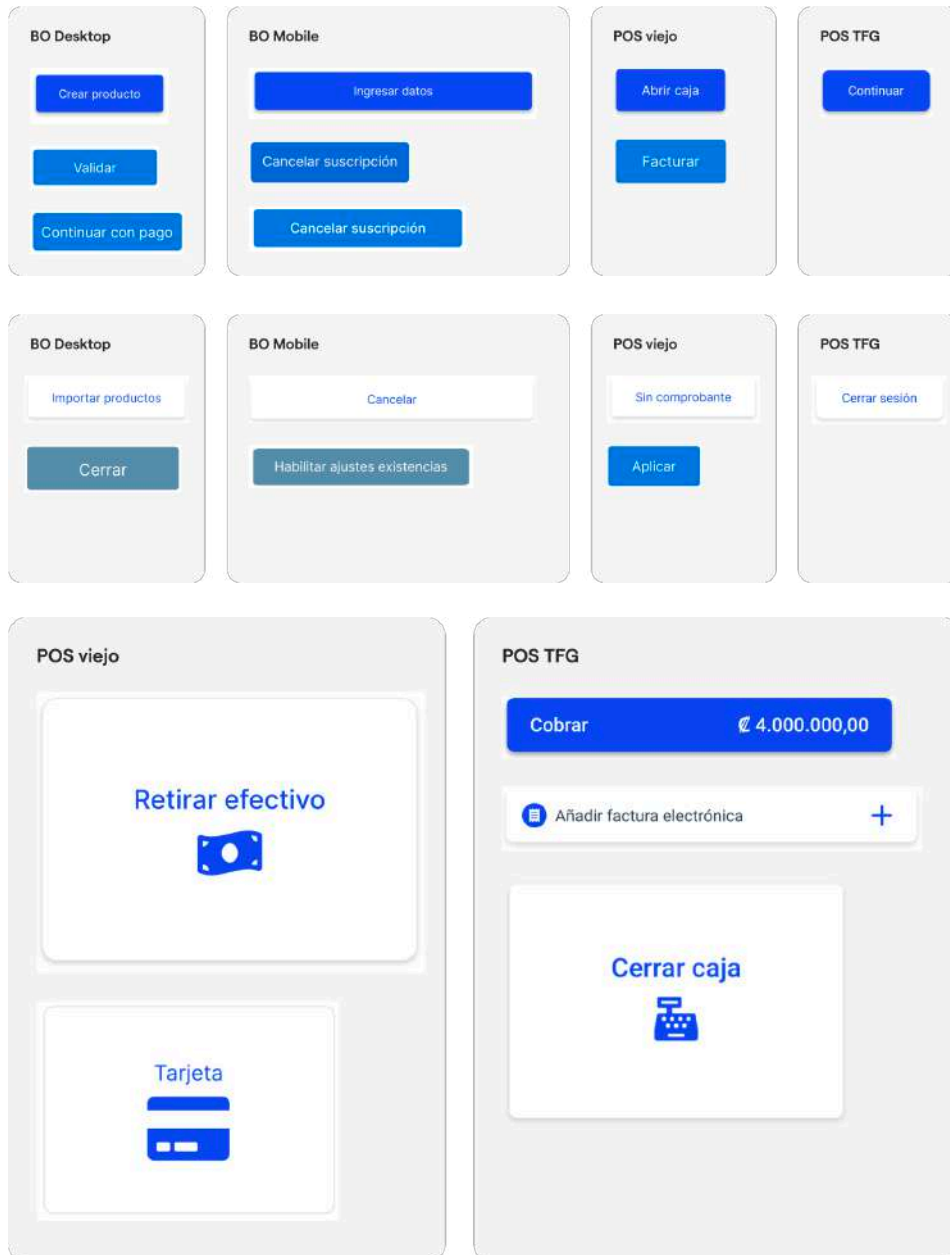 BO Desktop
Crear producto
Validar
Continuar con pago
BO Mobile
Ingresar datos
Cancelar suscripción
Cancelar suscripción
POS viejo
Abrir caja
Facturar
POS TFG
Continuar
BO Desktop
Importar productos
Cerrar
BO Mobile
Cancelar
Habilitar ajustes existencias
POS viejo
Sin comprobante
Aplicar
POS TFG
Cerrar sesión
POS viejo
Retirar efectivo
Tarjeta
POS TFG
Cobrar ₡ 4.000.000,00
Añadir factura electrónica +
Cerrar caja